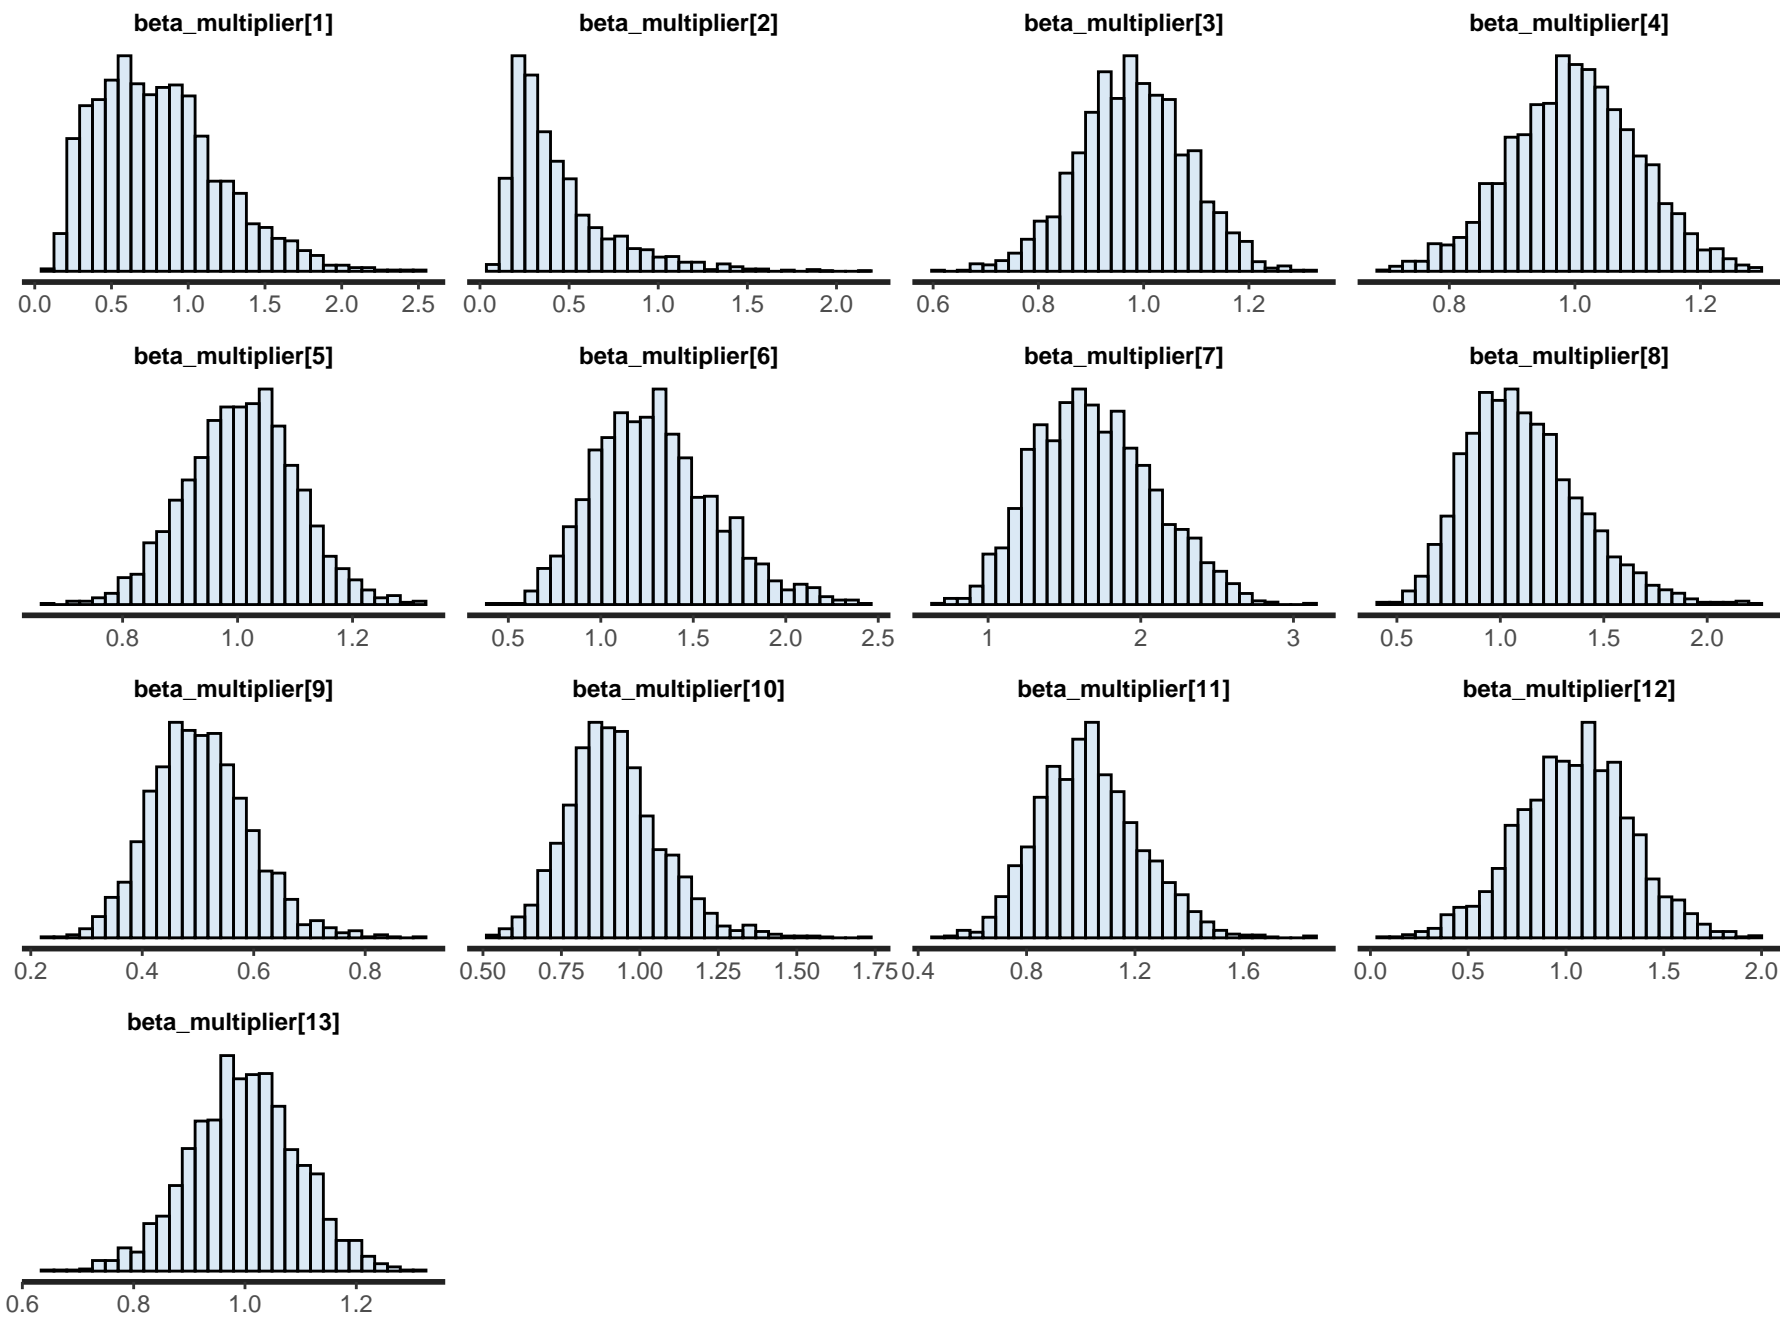 beta_multiplier[1] beta_multiplier[2] beta_multiplier[3] beta_multiplier[4]
0.0 0.5 1.0 1.5 2.0 2.5 0.0 0.5 1.0 1.5 2.0 0.6 0.8 1.0 1.2 0.8 1.0 1.2
beta_multiplier[5] beta_multiplier[6] beta_multiplier[7] beta_multiplier[8]
0.8 1.0 1.2 0.5 1.0 1.5 2.0 2.5 1 2 3 0.5 1.0 1.5 2.0
beta_multiplier[9] beta_multiplier[10] beta_multiplier[11] beta_multiplier[12]
0.2 0.4 0.6 0.8 0.50 0.75 1.00 1.25 1.50 1.75 0.4 0.8 1.2 1.6 0.0 0.5 1.0 1.5 2.0
beta_multiplier[13]
0.6 0.8 1.0 1.2